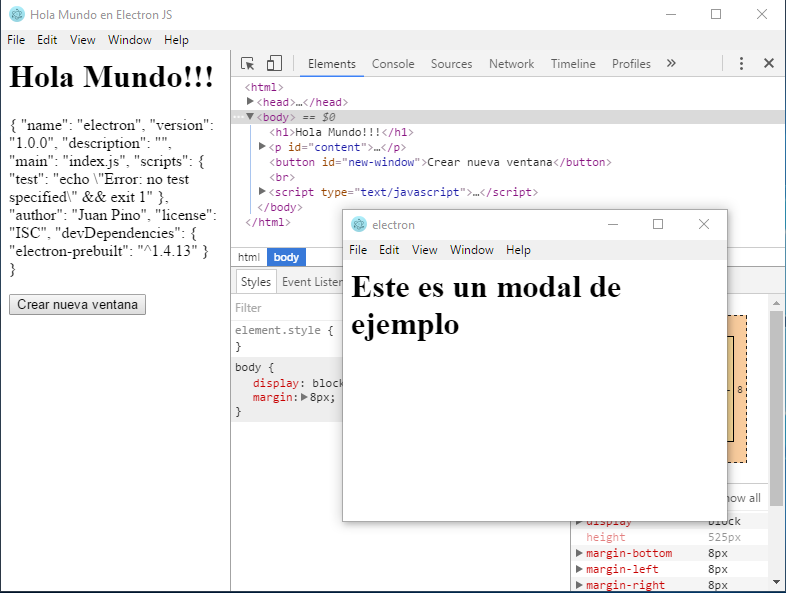 Hola Mundo en Electron JS
File Edit View Window Help
Hola Mundo!!!
{ "name": "electron", "version":
"1.0.0", "description": "",
"main": "index.js", "scripts": {
"test": "echo \"Error: no test
specified\" && exit 1" },
"author": "Juan Pino", "license":
"ISC", "devDependencies": {
"electron-prebuilt": "^1.4.13" }
}
Crear nueva ventana
Elements Console Sources Network Timeline Profiles »
<html>
<head>…</head>
<body> == $0
<h1>Hola Mundo!!!</h1>
<p id="content">…</p>
<button id="new-window">Crear nueva ventana</button>
<br>
<script type="text/javascript">…</script>
</body>
</html>
html body
Styles Event Listen
Filter
element.style {
}
body {
display: block
margin: 8px;
}
electron
File Edit View Window Help
Este es un modal de
ejemplo
8
how all
display block
height 525px
margin-bottom 8px
margin-left 8px
margin-right 8px